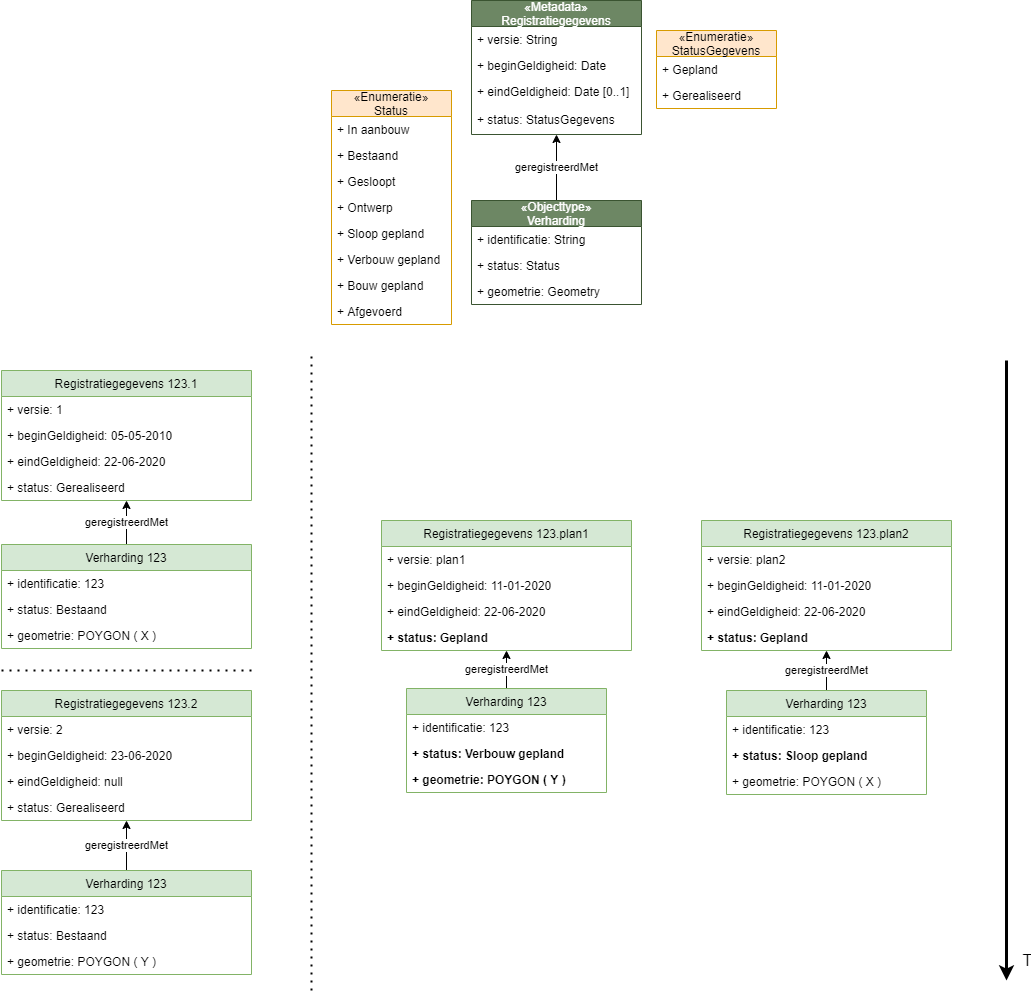 «Metadata»
Registratiegegevens
+ versie: String
+ beginGeldigheid: Date
+ eindGeldigheid: Date [0..1]
+ status: StatusGegevens
«Enumeratie»
StatusGegevens
+ Gepland
+ Gerealiseerd
«Enumeratie»
Status
+ In aanbouw
+ Bestaand
+ Gesloopt
+ Ontwerp
+ Sloop gepland
+ Verbouw gepland
+ Bouw gepland
+ Afgevoerd
geregistreerdMet
«Objecttype»
Verharding
+ identificatie: String
+ status: Status
+ geometrie: Geometry
Registratiegegevens 123.1
+ versie: 1
+ beginGeldigheid: 05-05-2010
+ eindGeldigheid: 22-06-2020
+ status: Gerealiseerd
geregistreerdMet
Verharding 123
+ identificatie: 123
+ status: Bestaand
+ geometrie: POYGON ( X )
Registratiegegevens 123.2
+ versie: 2
+ beginGeldigheid: 23-06-2020
+ eindGeldigheid: null
+ status: Gerealiseerd
geregistreerdMet
Verharding 123
+ identificatie: 123
+ status: Bestaand
+ geometrie: POYGON ( Y )
Registratiegegevens 123.plan1
+ versie: plan1
+ beginGeldigheid: 11-01-2020
+ eindGeldigheid: 22-06-2020
+ status: Gepland
geregistreerdMet
Verharding 123
+ identificatie: 123
+ status: Verbouw gepland
+ geometrie: POYGON ( Y )
Registratiegegevens 123.plan2
+ versie: plan2
+ beginGeldigheid: 11-01-2020
+ eindGeldigheid: 22-06-2020
+ status: Gepland
geregistreerdMet
Verharding 123
+ identificatie: 123
+ status: Sloop gepland
+ geometrie: POYGON ( X )
T